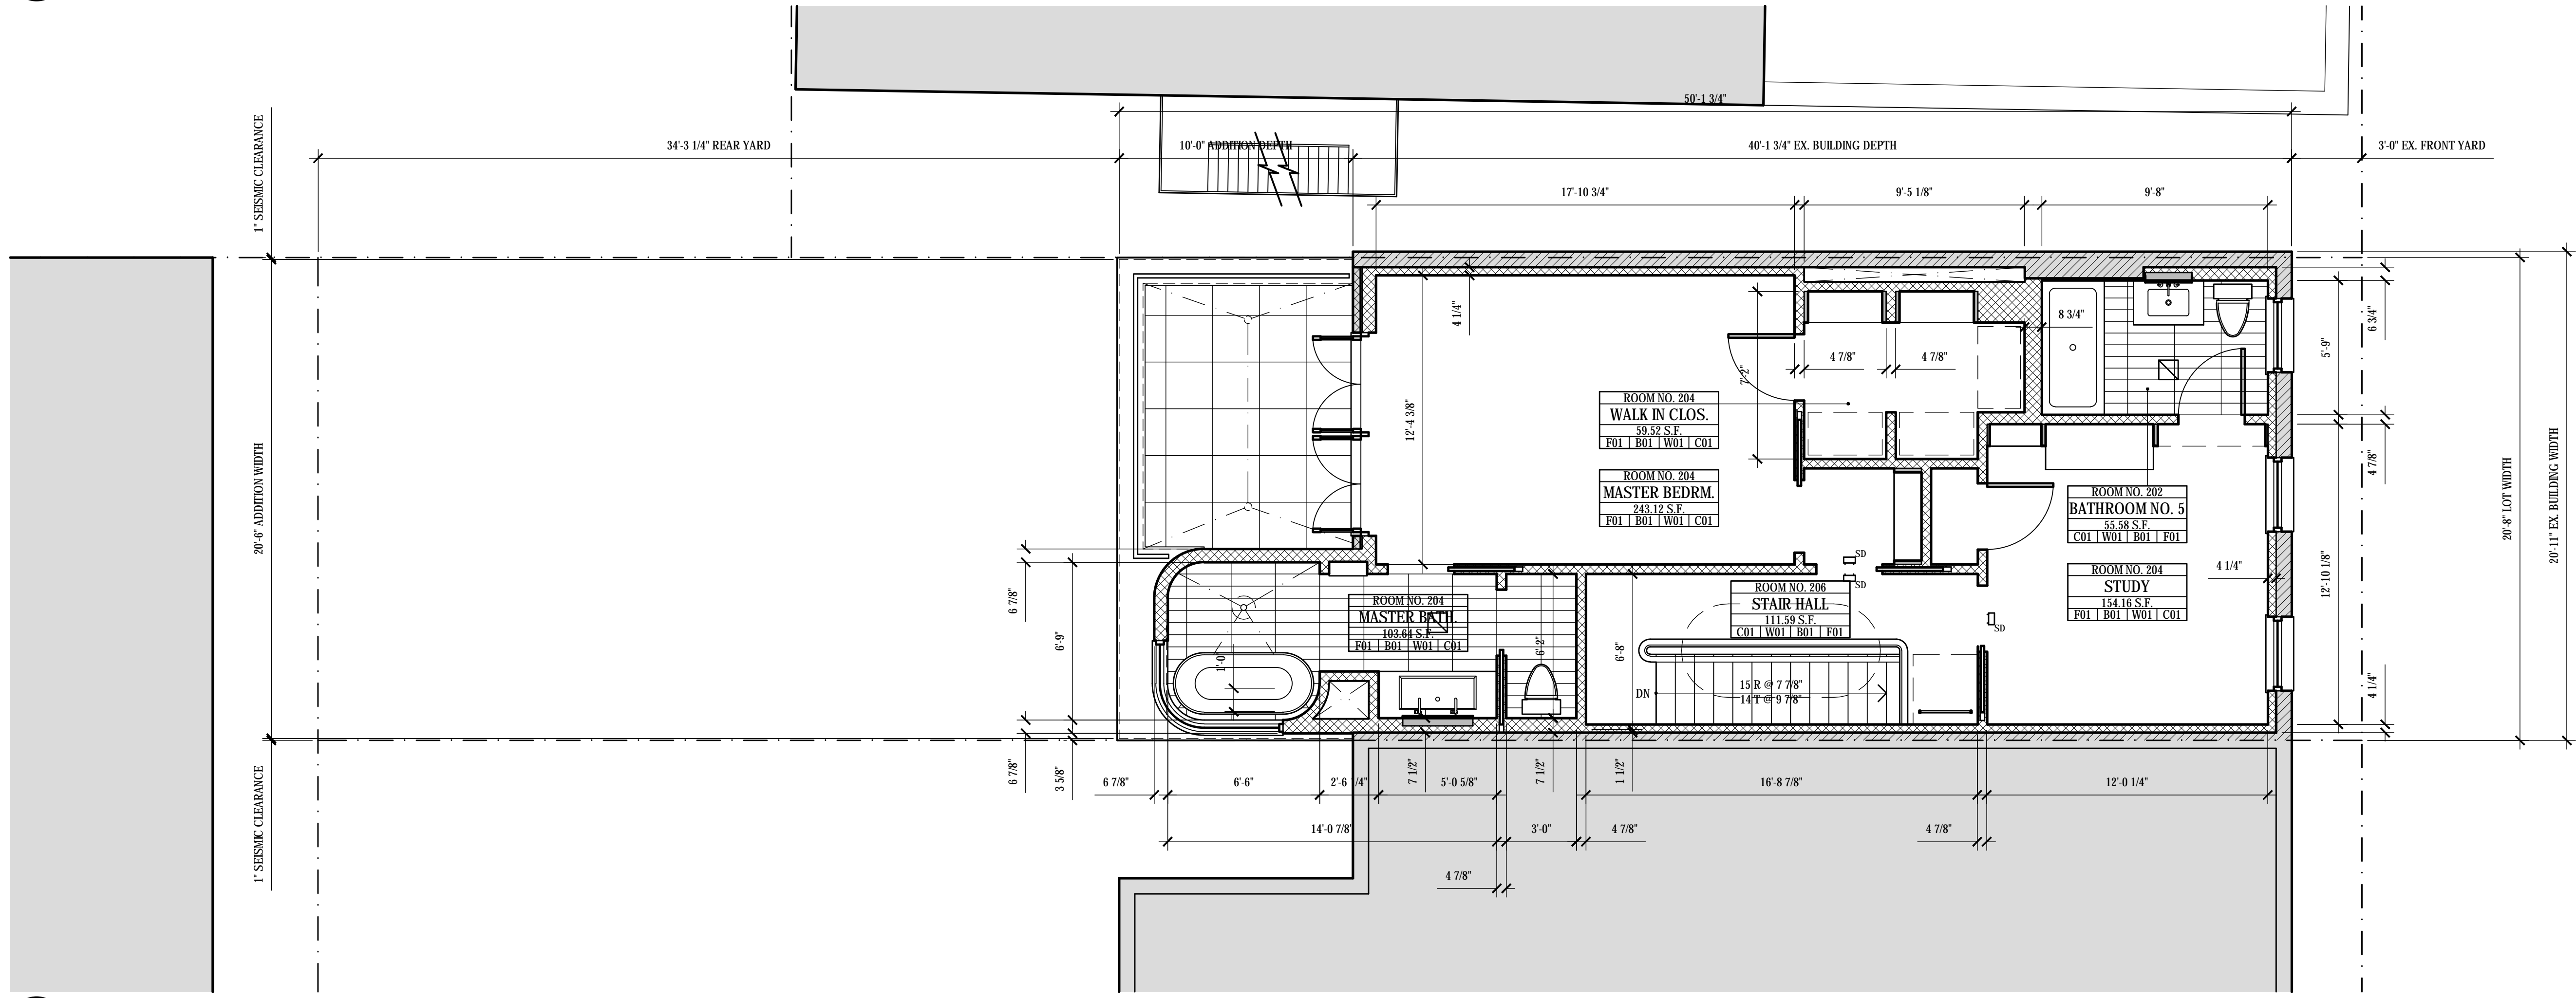 50'-1 3/4"
34'-3 1/4" REAR YARD
10'-0" ADDITION DEPTH
40'-1 3/4" EX. BUILDING DEPTH
3'-0" EX. FRONT YARD
1" SEISMIC CLEARANCE
17'-10 3/4"
9'-5 1/8"
9'-8"
4 1/4"
8 3/4"
6 3/4"
5'-9"
4 7/8"
4 7/8"
7'-2"
12'-4 3/8"
ROOM NO. 204
WALK IN CLOS.
59.52 S.F.
F01 | B01 | W01 | C01
20'-6" ADDITION WIDTH
4 7/8"
20'-8" LOT WIDTH
20'-11" EX. BUILDING WIDTH
ROOM NO. 204
MASTER BEDRM.
243.12 S.F.
F01 | B01 | W01 | C01
ROOM NO. 202
BATHROOM NO. 5
55.58 S.F.
C01 | W01 | B01 | F01
SD
SD
4 1/4"
12'-10 1/8"
ROOM NO. 204
STUDY
154.16 S.F.
F01 | B01 | W01 | C01
ROOM NO. 206
STAIR HALL
111.59 S.F.
C01 | W01 | B01 | F01
6 7/8"
6'-9"
ROOM NO. 204
MASTER BATH.
103.64 S.F.
F01 | B01 | W01 | C01
SD
6'-2"
6'-8"
1'-0"
DN
15 R @ 7 7/8"
14 T @ 9 7/8"
4 1/4"
1" SEISMIC CLEARANCE
6 7/8"
3 5/8"
6 7/8"
6'-6"
2'-6 1/4"
7 1/2"
5'-0 5/8"
7 1/2"
1 1/2"
16'-8 7/8"
12'-0 1/4"
14'-0 7/8"
3'-0"
4 7/8"
4 7/8"
4 7/8"